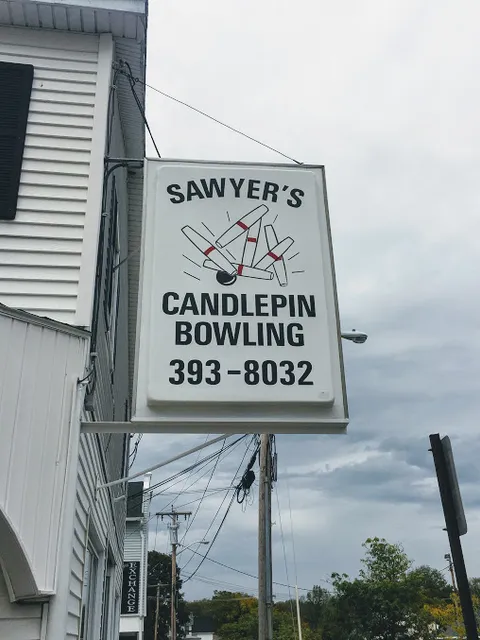 SAWYER'S
CANDLEPIN
BOWLING
393-8032
EXCHANGE